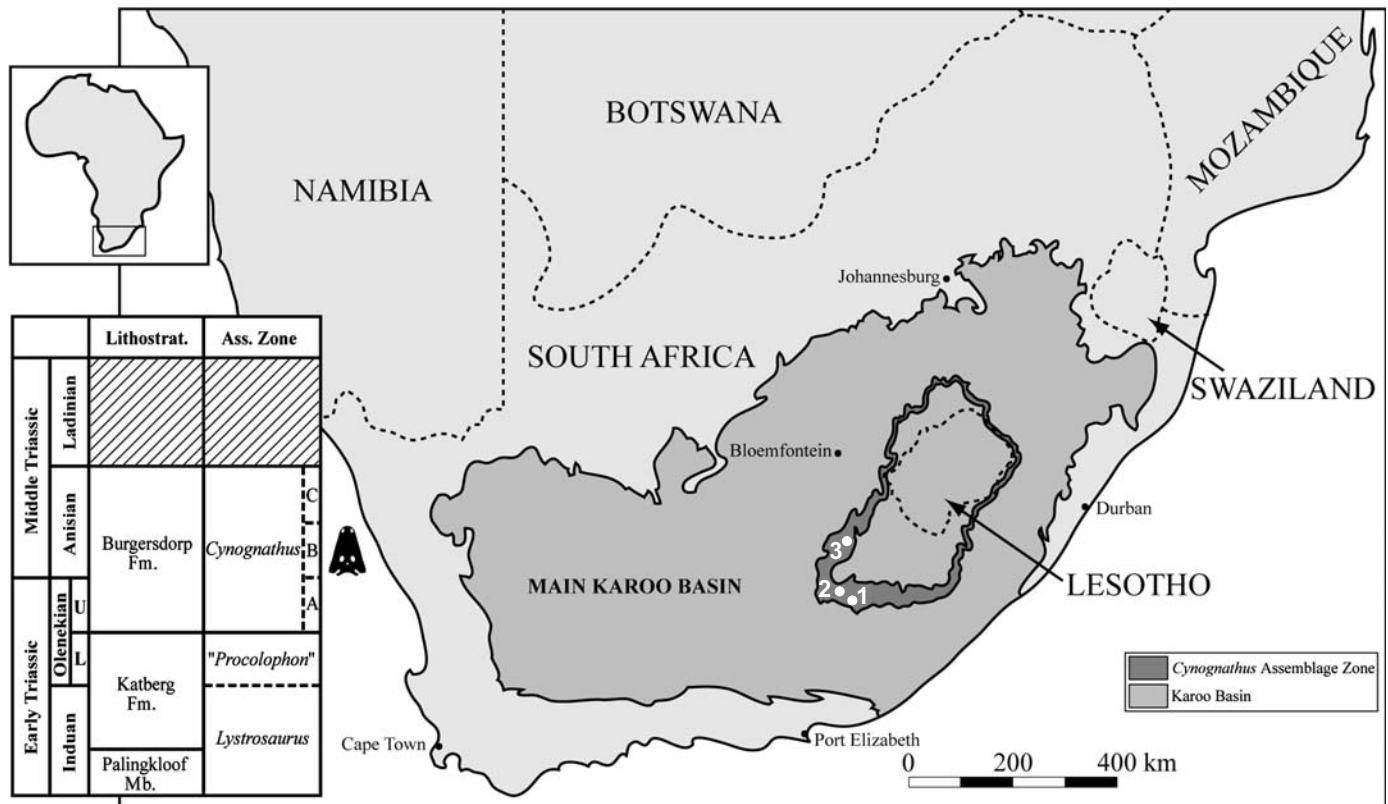 BOTSWANA
MOZAMBIQUE
NAMIBIA
Johannesburg
SOUTH AFRICA
SWAZILAND
Bloemfontein
Durban
3
MAIN KAROO BASIN
2
1
LESOTHO
Cape Town
Port Elizabeth
Cynognathus Assemblage Zone
Karoo Basin
0 200 400 km
Lithostrat. Ass. Zone
Middle Triassic
Ladinian
Anisian
Burgersdorp
Fm.
Cynognathus
C
B
A
Early Triassic
Olenekian
U
L
"Procolophon"
Katberg
Fm.
Induan
Lystrosaurus
Palingkloof
Mb.